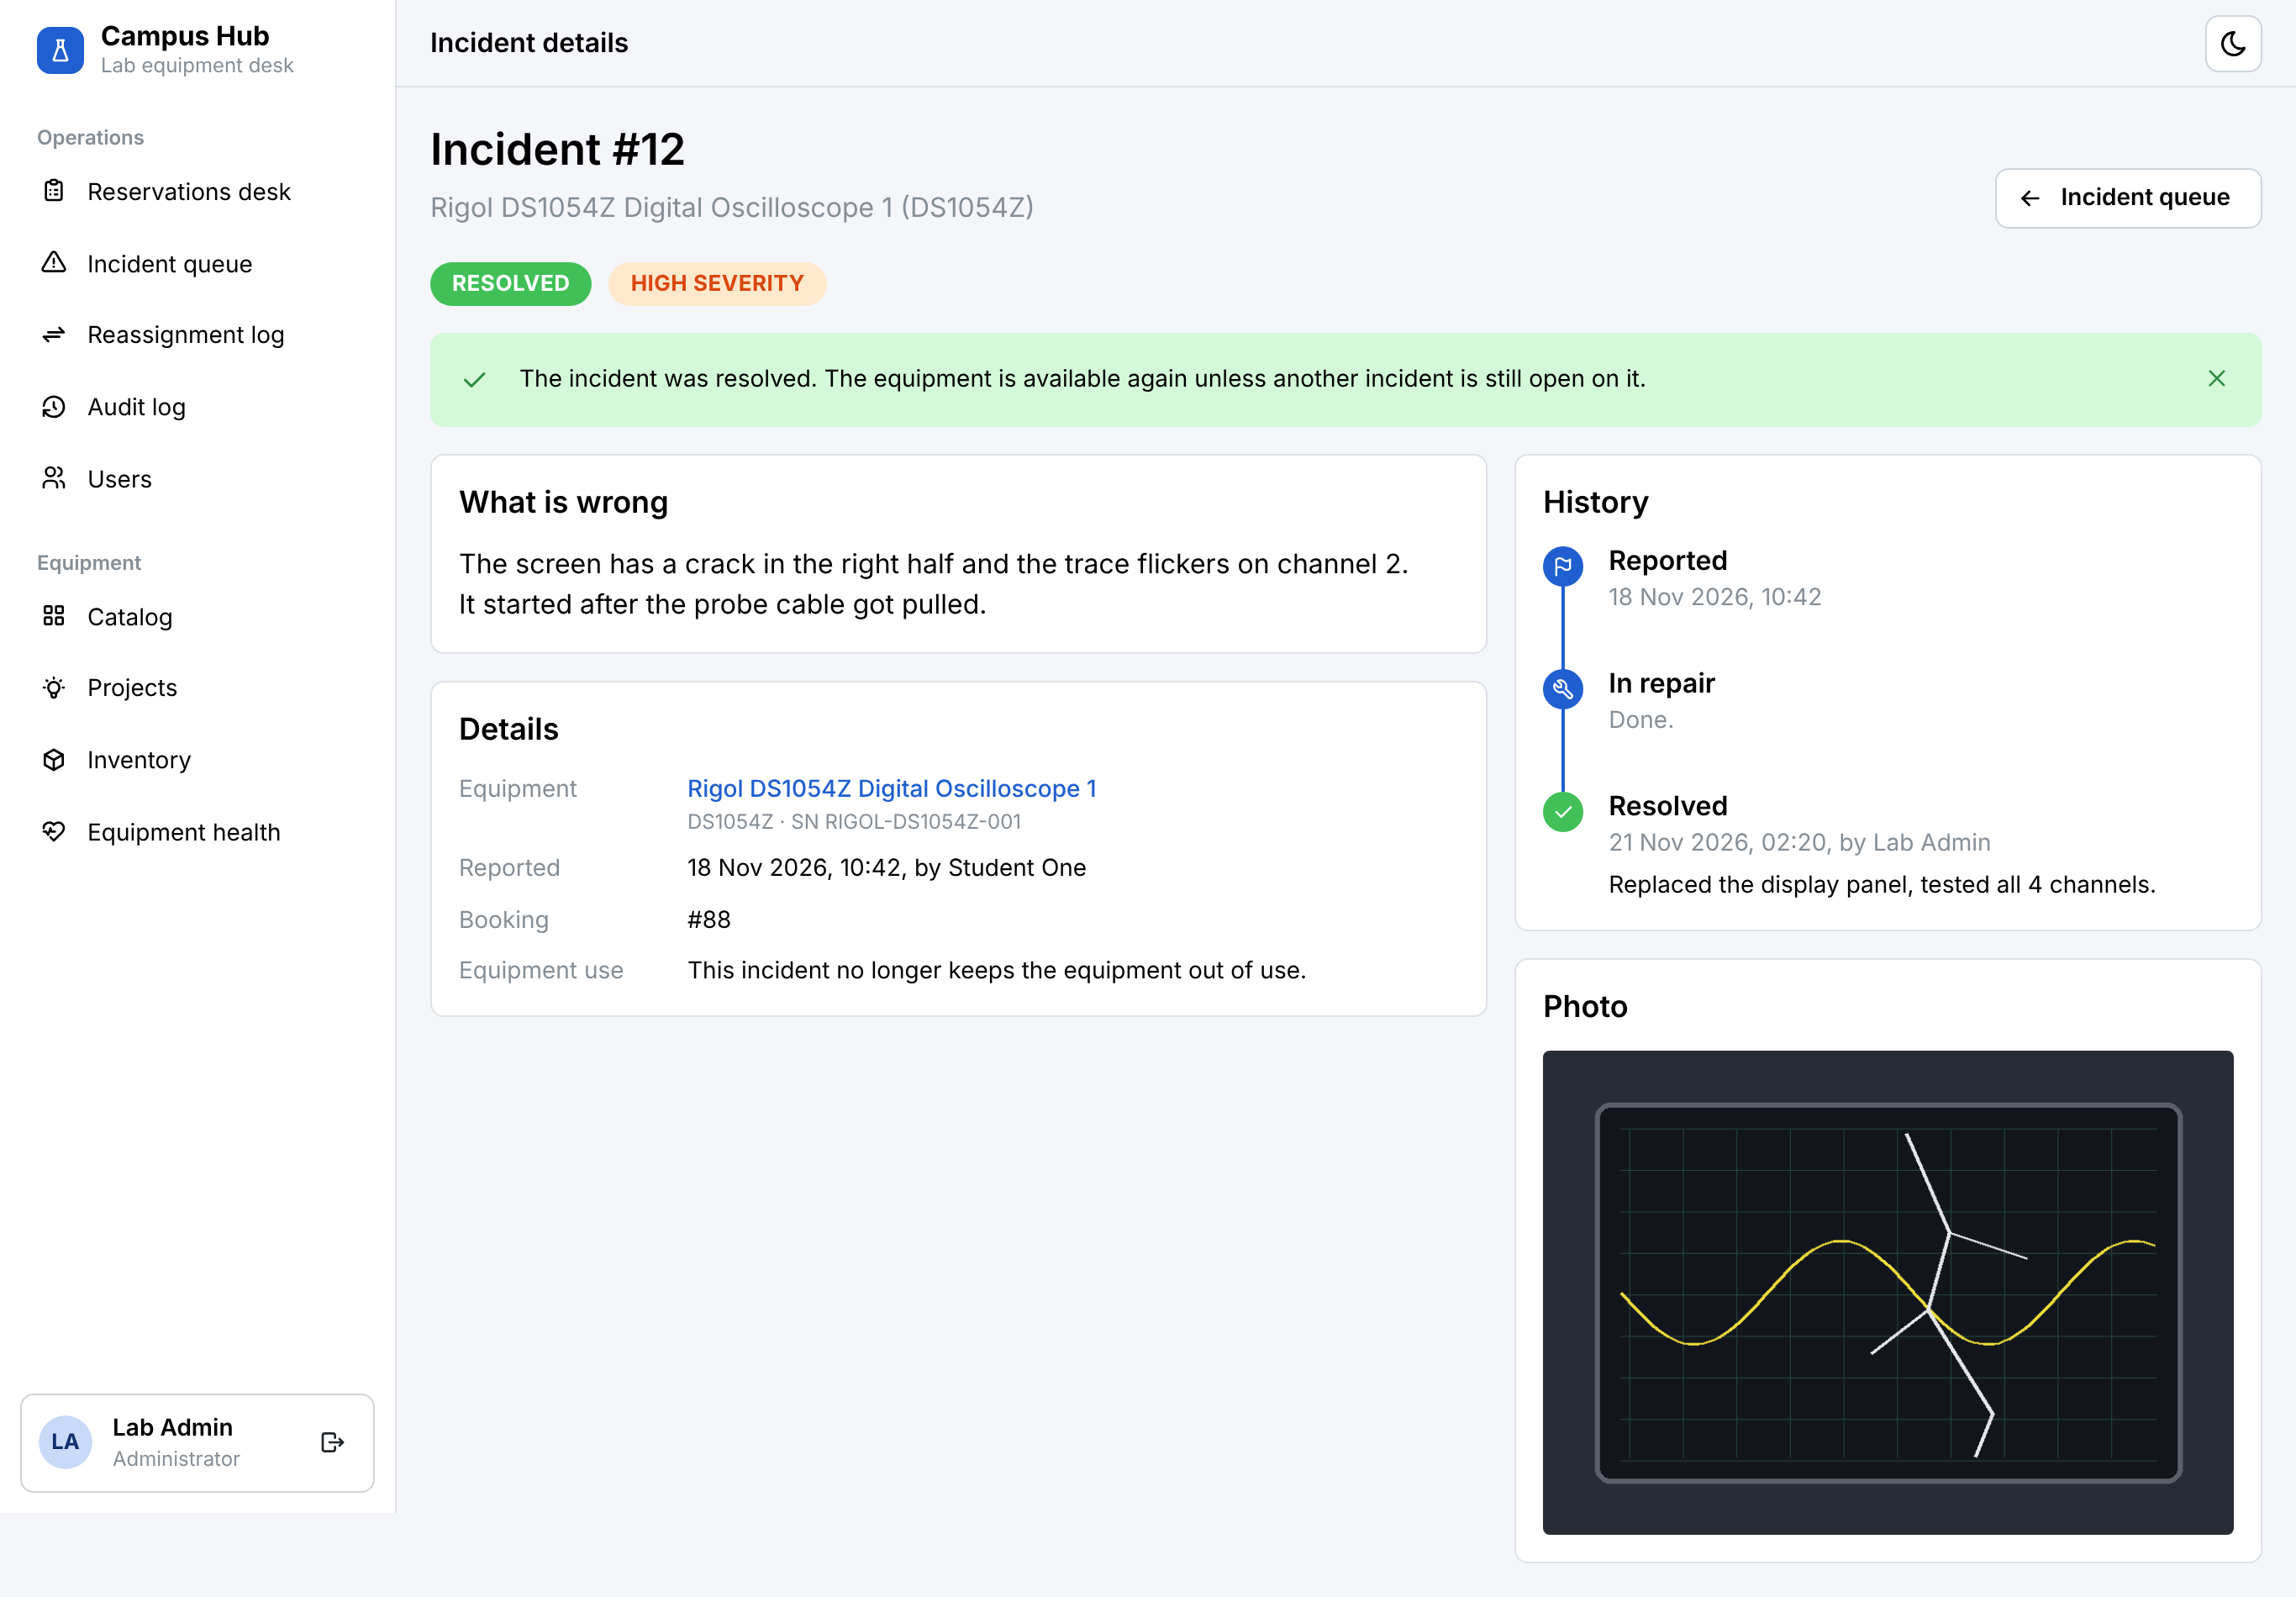 Campus Hub
Lab equipment desk
Operations
Reservations desk
Incident queue
Reassignment log
Audit log
Users
Equipment
Catalog
Projects
Inventory
Equipment health
LA
Lab Admin
Administrator
Incident details
Incident #12
Rigol DS1054Z Digital Oscilloscope 1 (DS1054Z)
Incident queue
RESOLVED
HIGH SEVERITY
The incident was resolved. The equipment is available again unless another incident is still open on it.
What is wrong
The screen has a crack in the right half and the trace flickers on channel 2.
It started after the probe cable got pulled.
Details
Equipment
Rigol DS1054Z Digital Oscilloscope 1
DS1054Z · SN RIGOL-DS1054Z-001
Reported
18 Nov 2026, 10:42, by Student One
Booking
#88
Equipment use
This incident no longer keeps the equipment out of use.
History
Reported
18 Nov 2026, 10:42
In repair
Done.
Resolved
21 Nov 2026, 02:20, by Lab Admin
Replaced the display panel, tested all 4 channels.
Photo